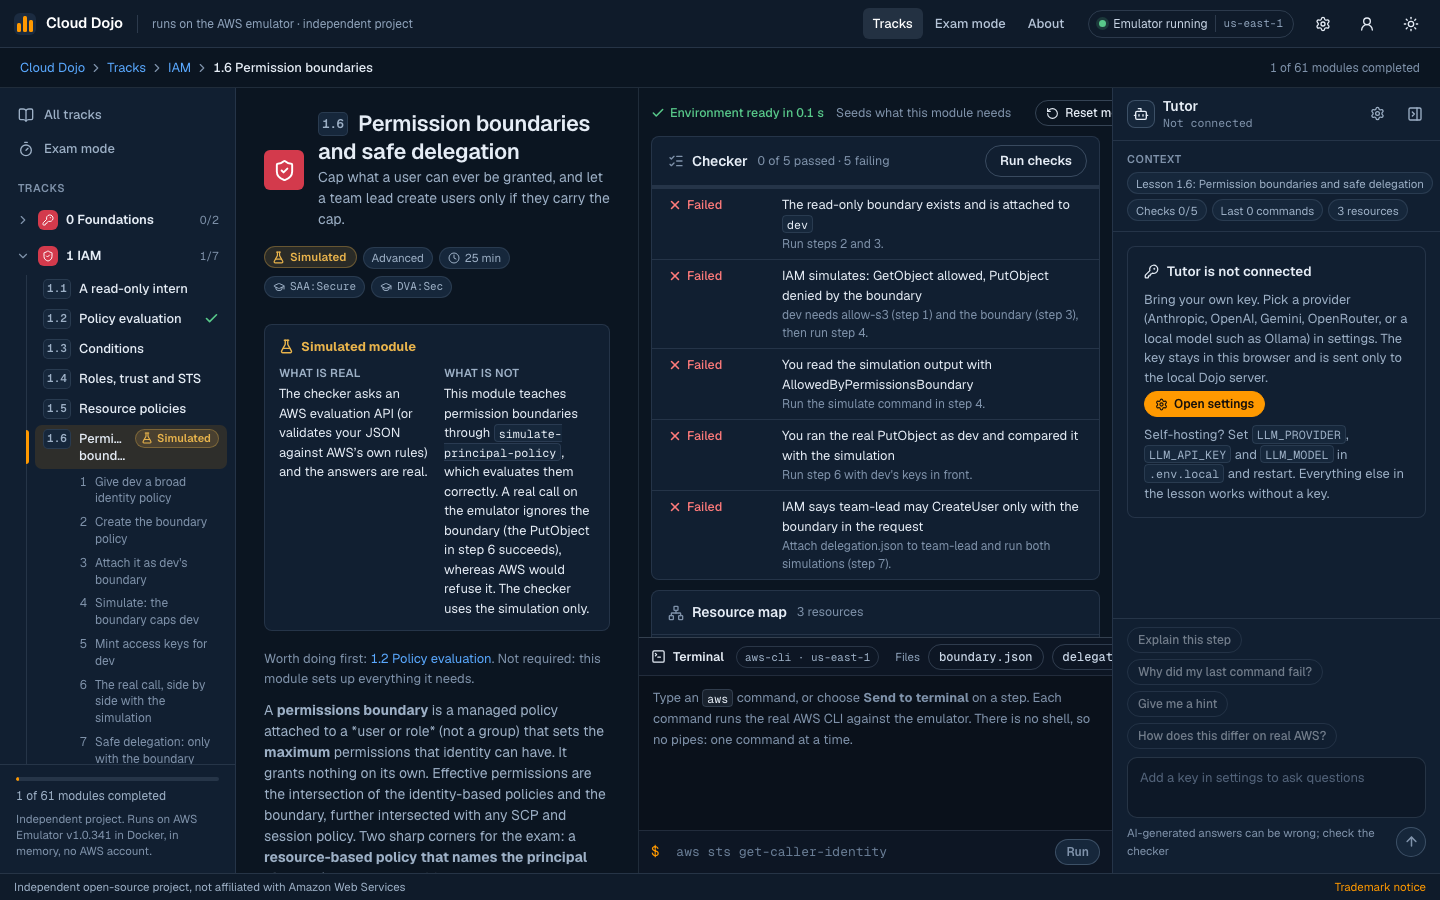 Cloud Dojo
runs on the AWS emulator · independent project
Tracks
Exam mode
About
Emulator running
us-east-1
Cloud Dojo > Tracks > IAM > 1.6 Permission boundaries
1 of 61 modules completed
All tracks
Exam mode
TRACKS
0 Foundations 0/2
1 IAM 1/7
1.1 A read-only intern
1.2 Policy evaluation
1.3 Conditions
1.4 Roles, trust and STS
1.5 Resource policies
1.6 Permi... Simulated
bound...
1 Give dev a broad
identity policy
2 Create the boundary
policy
3 Attach it as dev's
boundary
4 Simulate: the
boundary caps dev
5 Mint access keys for
dev
6 The real call, side by
side with the
simulation
7 Safe delegation: only
with the boundary
1 of 61 modules completed
Independent project. Runs on AWS
Emulator v1.0.341 in Docker, in
memory, no AWS account.
1.6 Permission boundaries
and safe delegation
Cap what a user can ever be granted, and let
a team lead create users only if they carry the
cap.
Simulated
Advanced
25 min
SAA:Secure
DVA:Sec
Simulated module
WHAT IS REAL
The checker asks an
AWS evaluation API (or
validates your JSON
against AWS's own rules)
and the answers are real.
WHAT IS NOT
This module teaches
permission boundaries
through simulate-
principal-policy,
which evaluates them
correctly. A real call on
the emulator ignores the
boundary (the PutObject
in step 6 succeeds),
whereas AWS would
refuse it. The checker
uses the simulation only.
Worth doing first: 1.2 Policy evaluation. Not required: this
module sets up everything it needs.
A permissions boundary is a managed policy
attached to a *user or role* (not a group) that sets the
maximum permissions that identity can have. It
grants nothing on its own. Effective permissions are
the intersection of the identity-based policies and the
boundary, further intersected with any SCP and
session policy. Two sharp corners for the exam: a
resource-based policy that names the principal
Environment ready in 0.1 s
Seeds what this module needs
Reset m
Checker 0 of 5 passed · 5 failing
Run checks
Failed
The read-only boundary exists and is attached to
dev
Run steps 2 and 3.
Failed
IAM simulates: GetObject allowed, PutObject
denied by the boundary
dev needs allow-s3 (step 1) and the boundary (step 3),
then run step 4.
Failed
You read the simulation output with
AllowedByPermissionsBoundary
Run the simulate command in step 4.
Failed
You ran the real PutObject as dev and compared it
with the simulation
Run step 6 with dev's keys in front.
Failed
IAM says team-lead may CreateUser only with the
boundary in the request
Attach delegation.json to team-lead and run both
simulations (step 7).
Resource map 3 resources
Terminal
aws-cli · us-east-1
Files
boundary.json
delegat
Type an aws command, or choose Send to terminal on a step. Each
command runs the real AWS CLI against the emulator. There is no shell, so
no pipes: one command at a time.
$ aws sts get-caller-identity
Run
Tutor
Not connected
CONTEXT
Lesson 1.6: Permission boundaries and safe delegation
Checks 0/5
Last 0 commands
3 resources
Tutor is not connected
Bring your own key. Pick a provider
(Anthropic, OpenAI, Gemini, OpenRouter, or a
local model such as Ollama) in settings. The
key stays in this browser and is sent only to
the local Dojo server.
Open settings
Self-hosting? Set LLM_PROVIDER,
LLM_API_KEY and LLM_MODEL in
.env.local and restart. Everything else in
the lesson works without a key.
Explain this step
Why did my last command fail?
Give me a hint
How does this differ on real AWS?
Add a key in settings to ask questions
AI-generated answers can be wrong; check the
checker
Independent open-source project, not affiliated with Amazon Web Services
Trademark notice